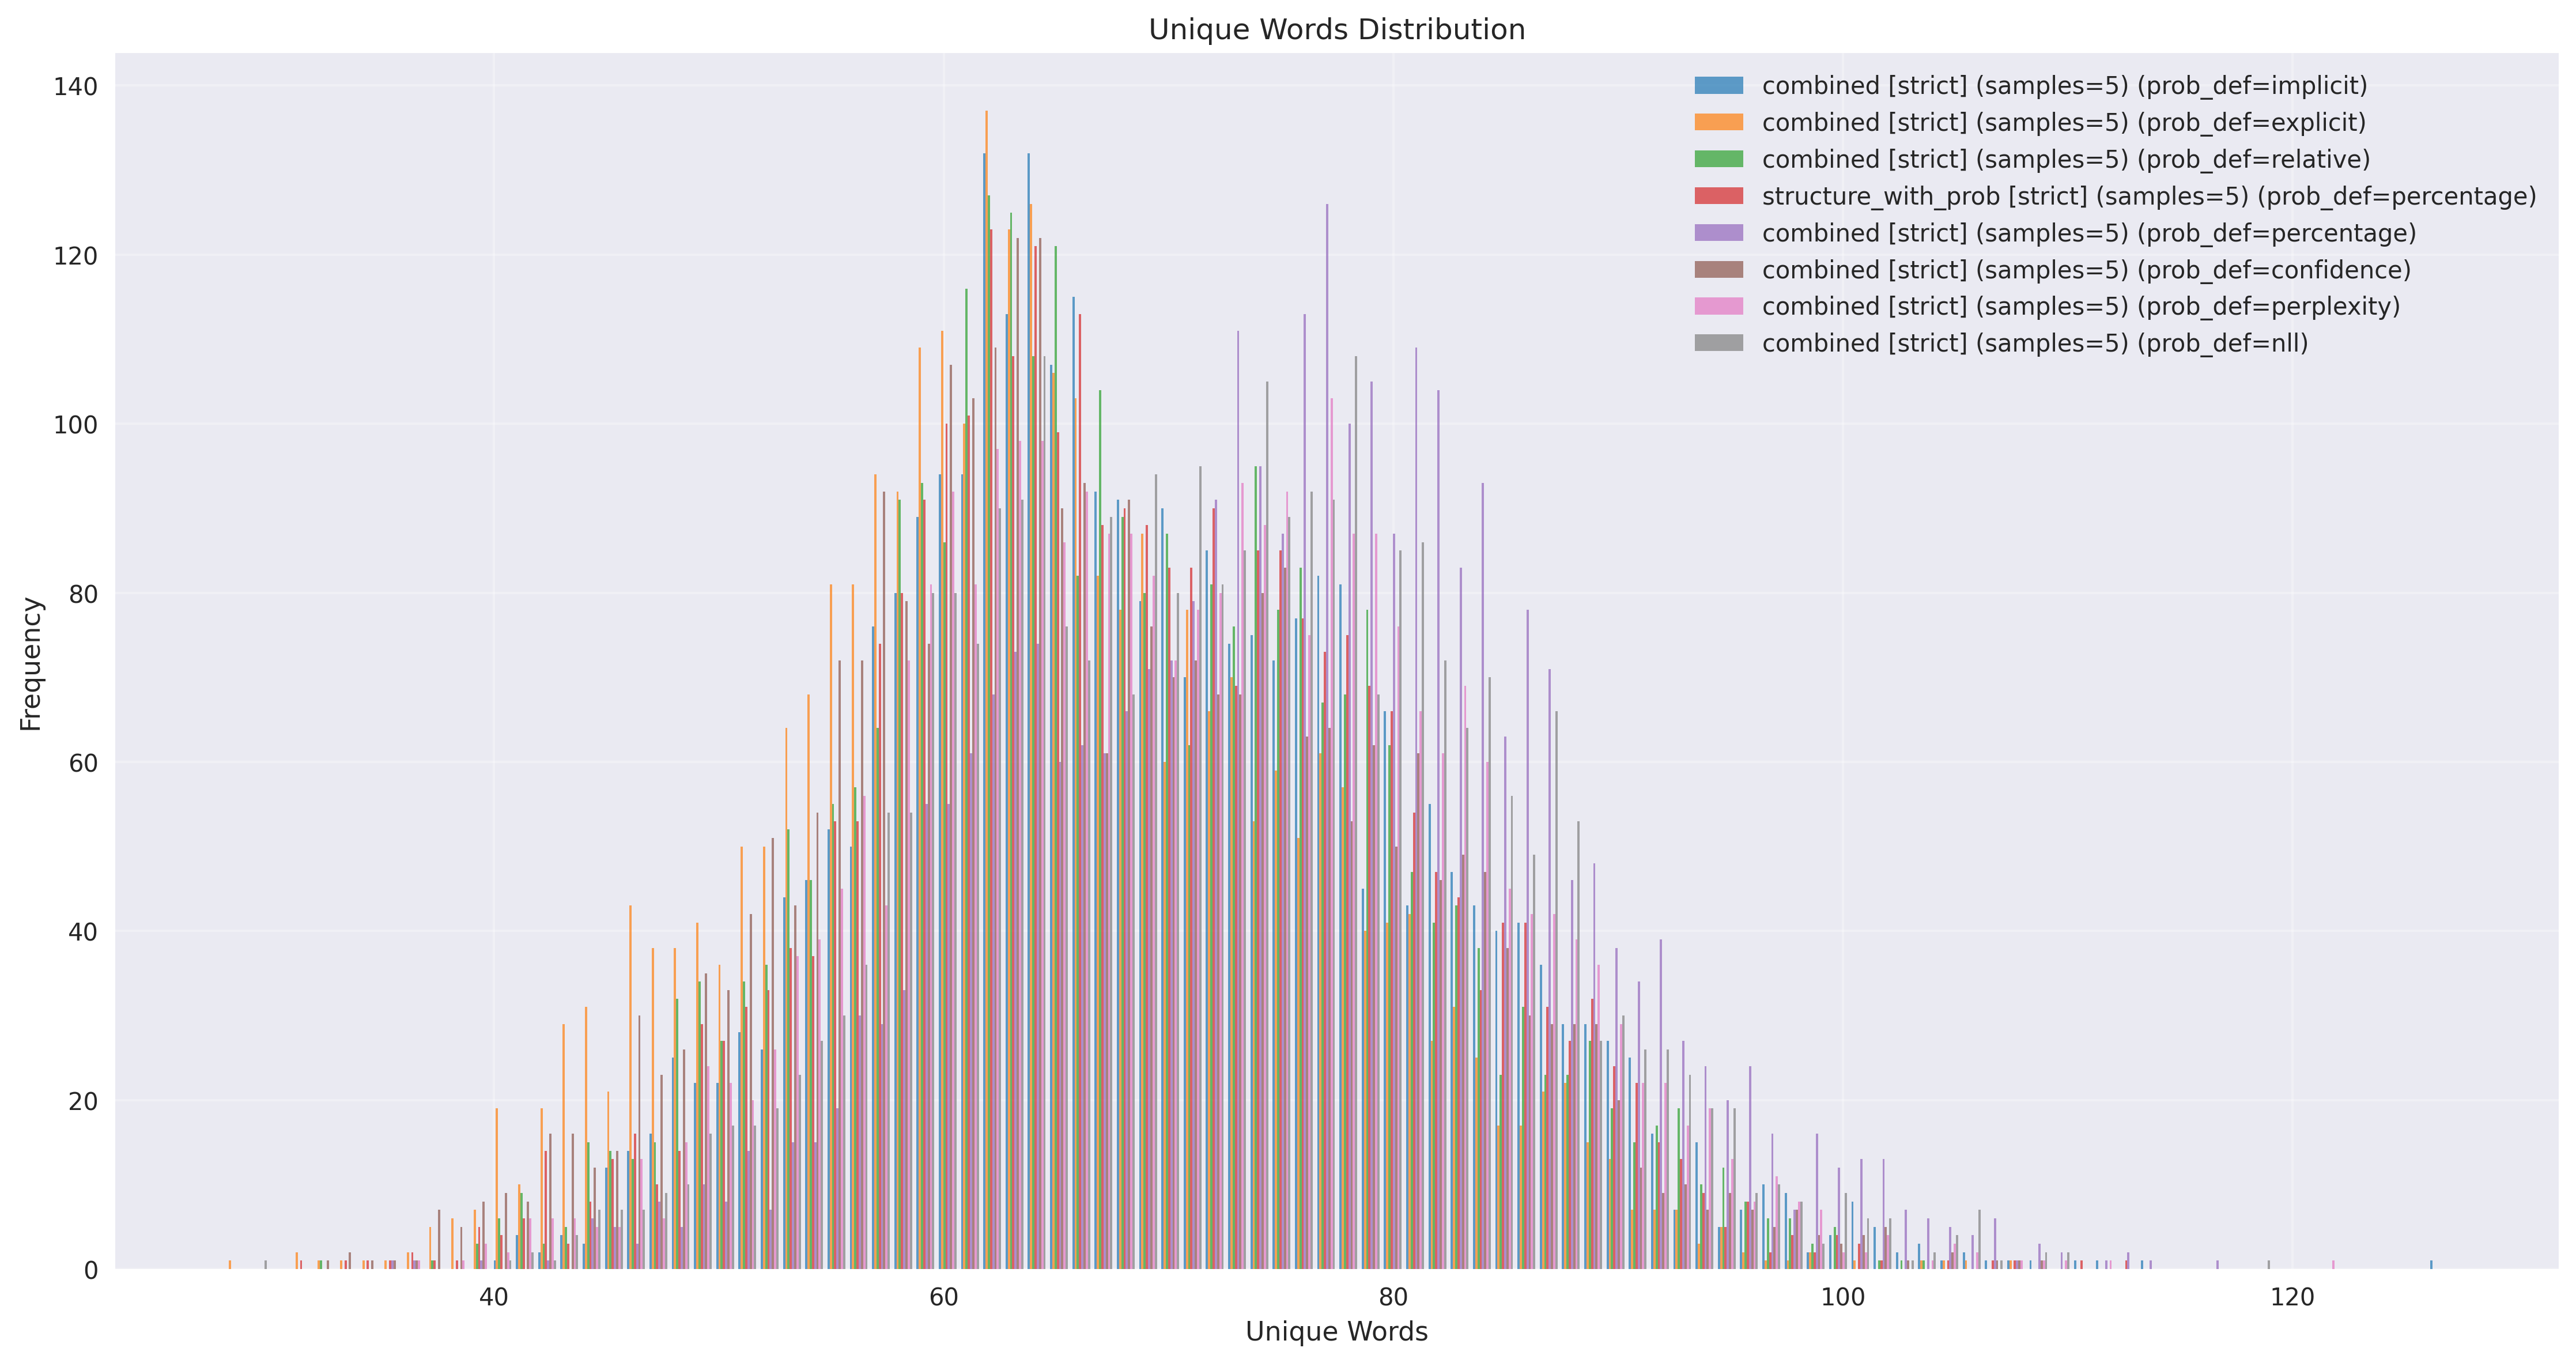 Unique Words Distribution
combined [strict] (samples=5) (prob_def=implicit)
combined [strict] (samples=5) (prob_def=explicit)
combined [strict] (samples=5) (prob_def=relative)
structure_with_prob [strict] (samples=5) (prob_def=percentage)
combined [strict] (samples=5) (prob_def=percentage)
combined [strict] (samples=5) (prob_def=confidence)
combined [strict] (samples=5) (prob_def=perplexity)
combined [strict] (samples=5) (prob_def=nll)
Frequency
140
120
100
80
60
40
20
0
40 60 80 100 120
Unique Words